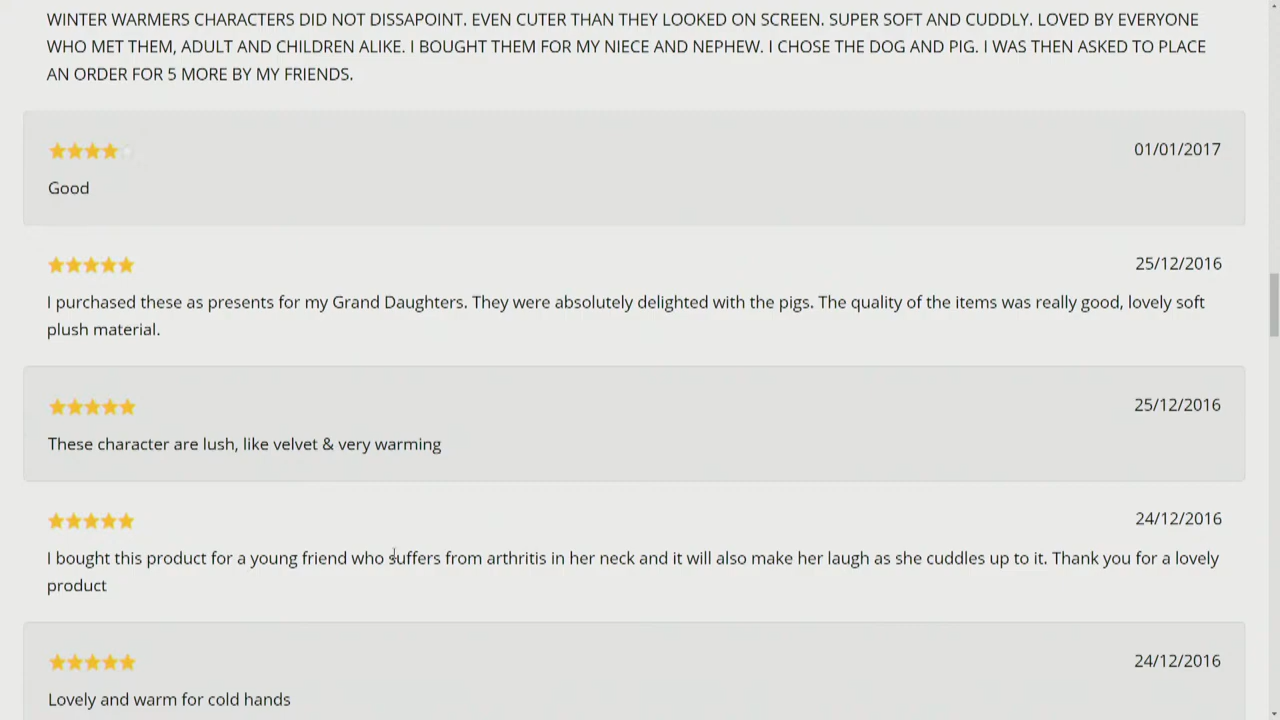 WINTER WARMERS CHARACTERS DID NOT DISSAPOINT. EVEN CUTER THAN THEY LOOKED ON SCREEN. SUPER SOFT AND CUDDLY. LOVED BY EVERYONE
WHO MET THEM, ADULT AND CHILDREN ALIKE. I BOUGHT THEM FOR MY NIECE AND NEPHEW. I CHOSE THE DOG AND PIG. I WAS THEN ASKED TO PLACE
AN ORDER FOR 5 MORE BY MY FRIENDS.
01/01/2017
Good
25/12/2016
I purchased these as presents for my Grand Daughters. They were absolutely delighted with the pigs. The quality of the items was really good, lovely soft
plush material.
25/12/2016
These character are lush, like velvet & very warming
24/12/2016
I bought this product for a young friend who suffers from arthritis in her neck and it will also make her laugh as she cuddles up to it. Thank you for a lovely
product
24/12/2016
Lovely and warm for cold hands